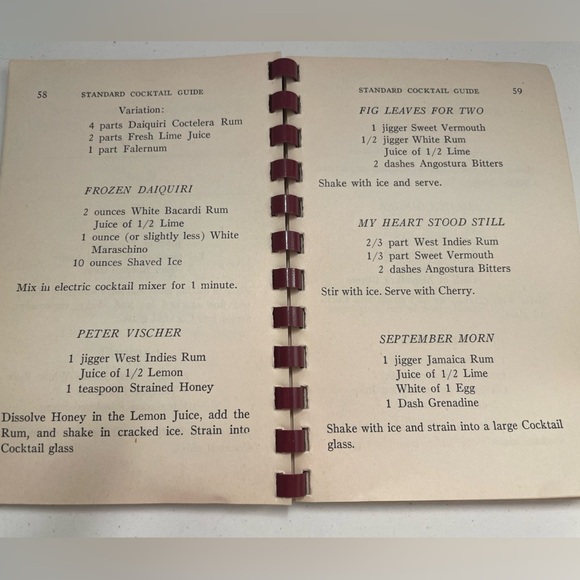 58 STANDARD COCKTAIL GUIDE
Variation:
4 parts Daiquiri Coctelera Rum
2 parts Fresh Lime Juice
1 part Falernum
FROZEN DAIQUIRI
2 ounces White Bacardi Rum
Juice of 1/2 Lime
1 ounce (or slightly less) White
Maraschino
10 ounces Shaved Ice
Mix in electric cocktail mixer for 1 minute.
PETER VISCHER
1 jigger West Indies Rum
Juice of 1/2 Lemon
1 teaspoon Strained Honey
Dissolve Honey in the Lemon Juice, add the
Rum, and shake in cracked ice. Strain into
Cocktail glass
STANDARD COCKTAIL GUIDE 59
FIG LEAVES FOR TWO
1 jigger Sweet Vermouth
1/2 jigger White Rum
Juice of 1/2 Lime
2 dashes Angostura Bitters
Shake with ice and serve.
MY HEART STOOD STILL
2/3 part West Indies Rum
1/3 part Sweet Vermouth
2 dashes Angostura Bitters
Stir with ice. Serve with Cherry.
SEPTEMBER MORN
1 jigger Jamaica Rum
Juice of 1/2 Lime
White of 1 Egg
1 Dash Grenadine
Shake with ice and strain into a large Cocktail
glass.